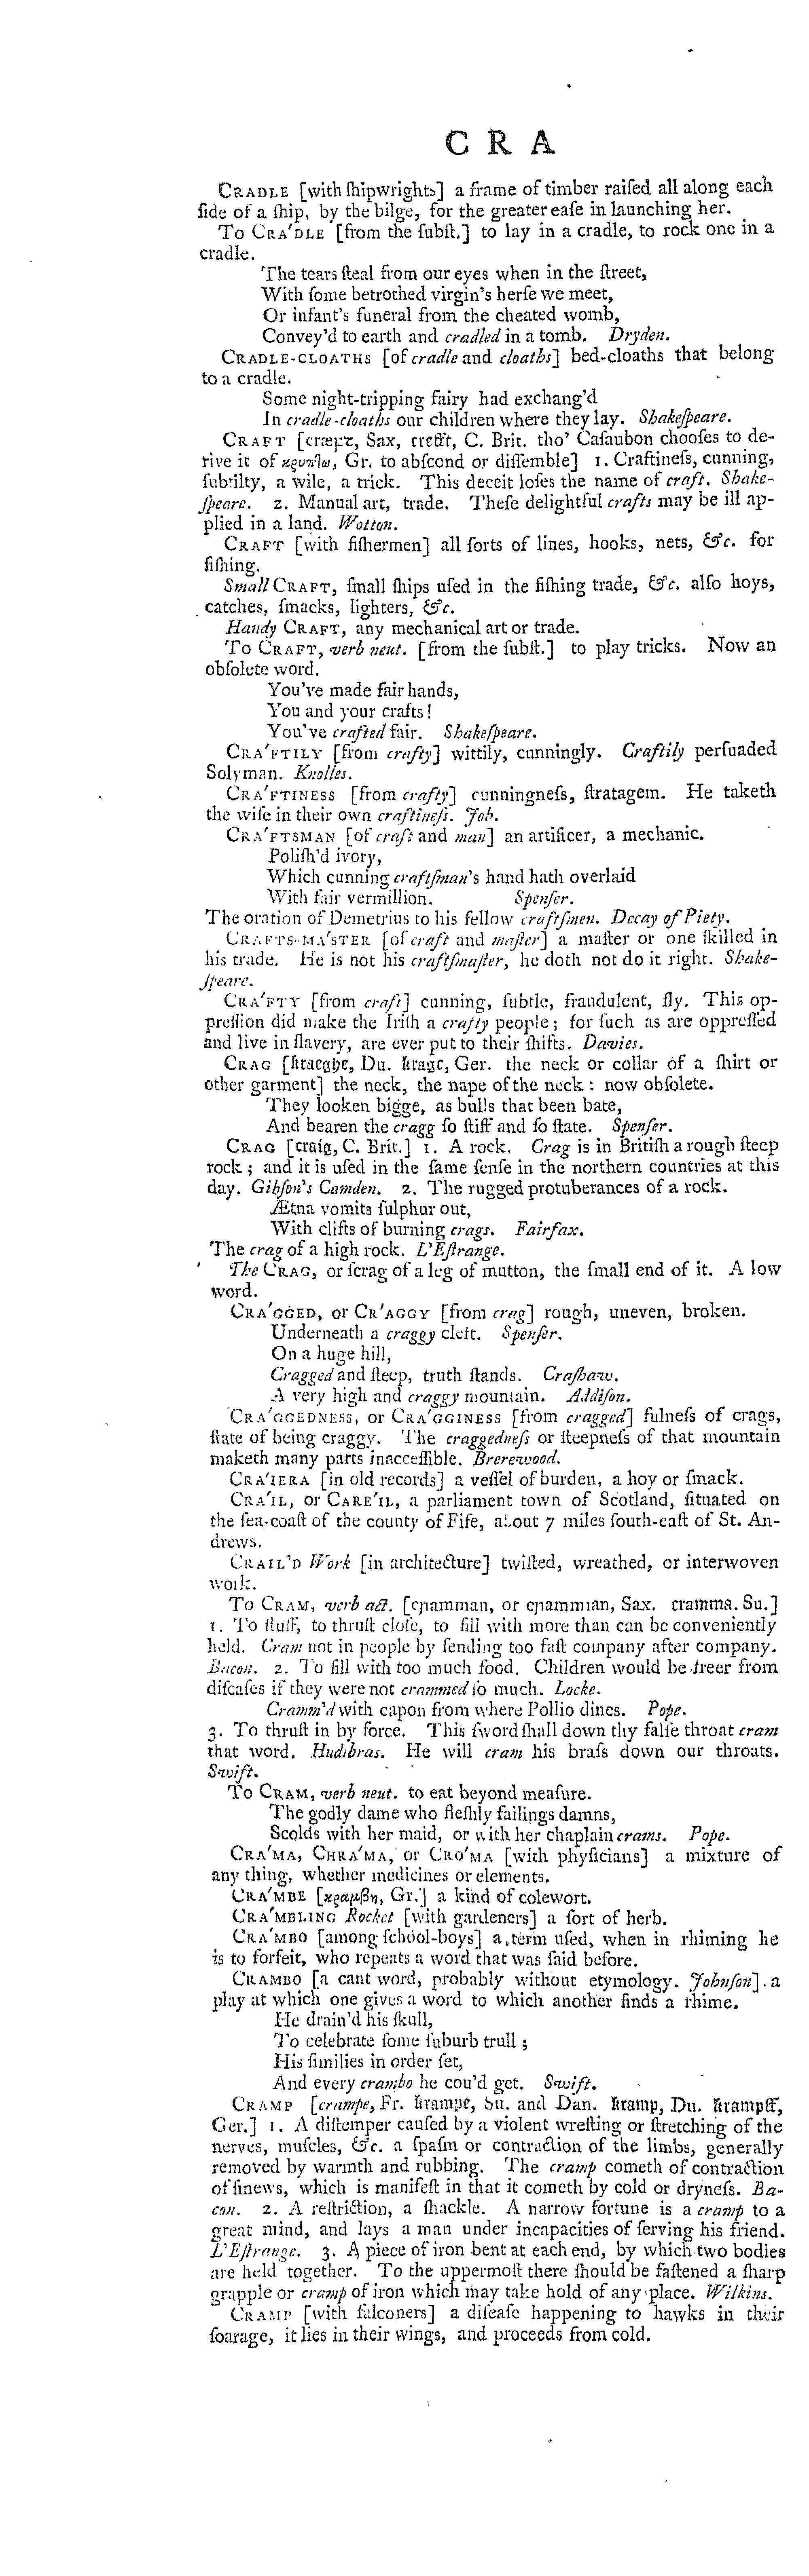 C R A
CRADLE [with ſhipwrights] a frame of timber raiſed all along each
ſide of a ſhip, by the bilge, for the greater eaſe in launching her.
To CRA'DLE [from the ſubſt.] to lay in a cradle, to rock one in a
cradle.
The tears ſteal from our eyes when in the ſtreet,
With ſome betrothed virgin's herſe we meet,
Or infant's funeral from the cheated womb,
Convey'd to earth and cradled in a tomb. Dryden.
CRADLE-CLOATHS [of cradle and cloaths] bed-cloaths that belong
to a cradle.
Some night-tripping fairy had exchang'd
In cradle-cloaths our children where they lay. Shakeſpeare.
CRAFT [cræꝼꞇ, Sax, crefft, C. Brit. tho' Caſaubon chooſes to de-
rive it of Gr. to abſcond or diſſemble] 1. Craftineſs, cunning,
ſubtilty, a wile, a trick. This deceit loſes the name of craft. Shake-
ſpeare. 2. Manual art, trade. Theſe delightful crafts may be ill ap-
plied in a land. Wotton.
CRAFT [with fiſhermen] all ſorts of lines, hooks, nets, &c. for
fiſhing.
Small CRAFT, ſmall ſhips uſed in the fiſhing trade, &c. alſo hoys,
catches, ſmacks, lighters, &c.
Handy CRAFT, any mechanical art or trade.
To CRAFT, verb neut. [from the ſubſt.] to play tricks. Now an
obſolete word.
You've made fair hands,
You and your crafts!
You've crafted fair. Shakeſpeare.
CRA'FTILY [from crafty] wittily, cunningly. Craftily perſuaded
Solyman. Knolles.
CRA'FTINESS [from crafty] cunningneſs, ſtratagem. He taketh
the wiſe in their own craftineſs. Job.
CRA'FTSMAN [of craft and man] an artificer, a mechanic.
Poliſh'd ivory,
Which cunning craftſman's hand hath overlaid
With fair vermillion. Spenſer.
The oration of Demetrius to his fellow craftſmen. Decay of Piety.
CRAFTS-MA'STER [of craft and maſter] a maſter or one ſkilled in
his trade. He is not his craftſmaſter, he doth not do it right. Shake-
ſpeare.
CRA'FTY [from craft] cunning, ſubtle, fraudulent, ſly. This op-
preſſion did make the Iriſh a crafty people; for ſuch as are oppreſſed
and live in ſlavery, are ever put to their ſhifts. Davies.
CRAG [kraeghe, Du. krage, Ger. the neck or collar of a ſhirt or
other garment] the neck, the nape of the neck: now obſolete.
They looken bigge, as bulls that been bate,
And bearen the cragg ſo ſtiff and ſo ſtate. Spenſer.
CRAG [craig, C. Brit.] 1. A rock. Crag is in Britiſh a rough ſteep
rock; and it is uſed in the ſame ſenſe in the northern countries at this
day. Gibſon's Camden. 2. The rugged protuberances of a rock.
Ætna vomits ſulphur out,
With clifts of burning crags. Fairfax.
The crag of a high rock. L'Eſtrange.
The CRAG, or ſcrag of a leg of mutton, the ſmall end of it. A low
word.
CRA'GGED, or CR'AGGY [from crag] rough, uneven, broken.
Underneath a craggy cleft. Spenſer.
On a huge hill,
Cragged and ſteep, truth ſtands. Craſhaw.
A very high and craggy mountain. Addiſon.
CRA'GGEDNESS, or CRA'GGINESS [from cragged] fulneſs of crags,
ſtate of being craggy. The craggedneſs or ſteepneſs of that mountain
maketh many parts inacceſſible. Brerewood.
CRA'IERA [in old records] a veſſel of burden, a hoy or ſmack.
CRA'IL, or CARE'IL, a parliament town of Scotland, ſituated on
the ſea-coaſt of the county of Fife, about 7 miles ſouth-eaſt of St. An-
drews.
CRAIL'D Work [in architecture] twiſted, wreathed, or interwoven
work.
To CRAM, verb act. [cꞃamman, or cꞃammian, Sax. cramma. Su.]
1. To ſtuff, to thruſt cloſe, to fill with more than can be conveniently
held. Cram not in people by ſending too faſt company after company.
Bacon. 2. To fill with too much food. Children would be freer from
diſeaſes if they were not crammed ſo much. Locke.
Cramm'd with capon from where Pollio dines. Pope.
3. To thruſt in by force. This ſword ſhall down thy falſe throat cram
that word. Hudibras. He will cram his braſs down our throats.
Swift.
To CRAM, verb neut. to eat beyond meaſure.
The godly dame who fleſhly failings damns,
Scolds with her maid, or with her chaplain crams. Pope.
CRA'MA, CHRA'MA, or CRO'MA [with phyſicians] a mixture of
any thing, whether medicines or elements.
CRA'MBE [κραμβη, Gr.] a kind of colewort.
CRA'MBLING Rocket [with gardeners] a ſort of herb.
CRA'MBO [among ſchool-boys] a term uſed, when in rhiming he
is to forfeit, who repeats a word that was ſaid before.
CRAMBO [a cant word, probably without etymology. Johnſon] a
play at which one gives a word to which another finds a rhime.
He drain'd his ſkull,
To celebrate ſome ſuburb trull;
His ſimilies in order ſet,
And every crambo he cou'd get. Swift.
CRAMP [crampe, Fr. krampe, Su. and Dan. kramp, Du. krampff,
Ger.] 1. A diſtemper cauſed by a violent wreſting or ſtretching of the
nerves, muſcles, &c. a ſpaſm or contraction of the limbs, generally
removed by warmth and rubbing. The cramp cometh of contraction
of ſinews, which is manifeſt in that it cometh by cold or dryneſs. Ba-
con. 2. A reſtriction, a ſhackle. A narrow fortune is a cramp to a
great mind, and lays a man under incapacities of ſerving his friend.
L'Eſtrange. 3. A piece of iron bent at each end, by which two bodies
are held together. To the uppermoſt there ſhould be faſtened a ſharp
grapple or cramp of iron which may take hold of any place. Wilkins.
CRAMP [with falconers] a diſeaſe happening to hawks in their
ſoarage, it lies in their wings, and proceeds from cold.